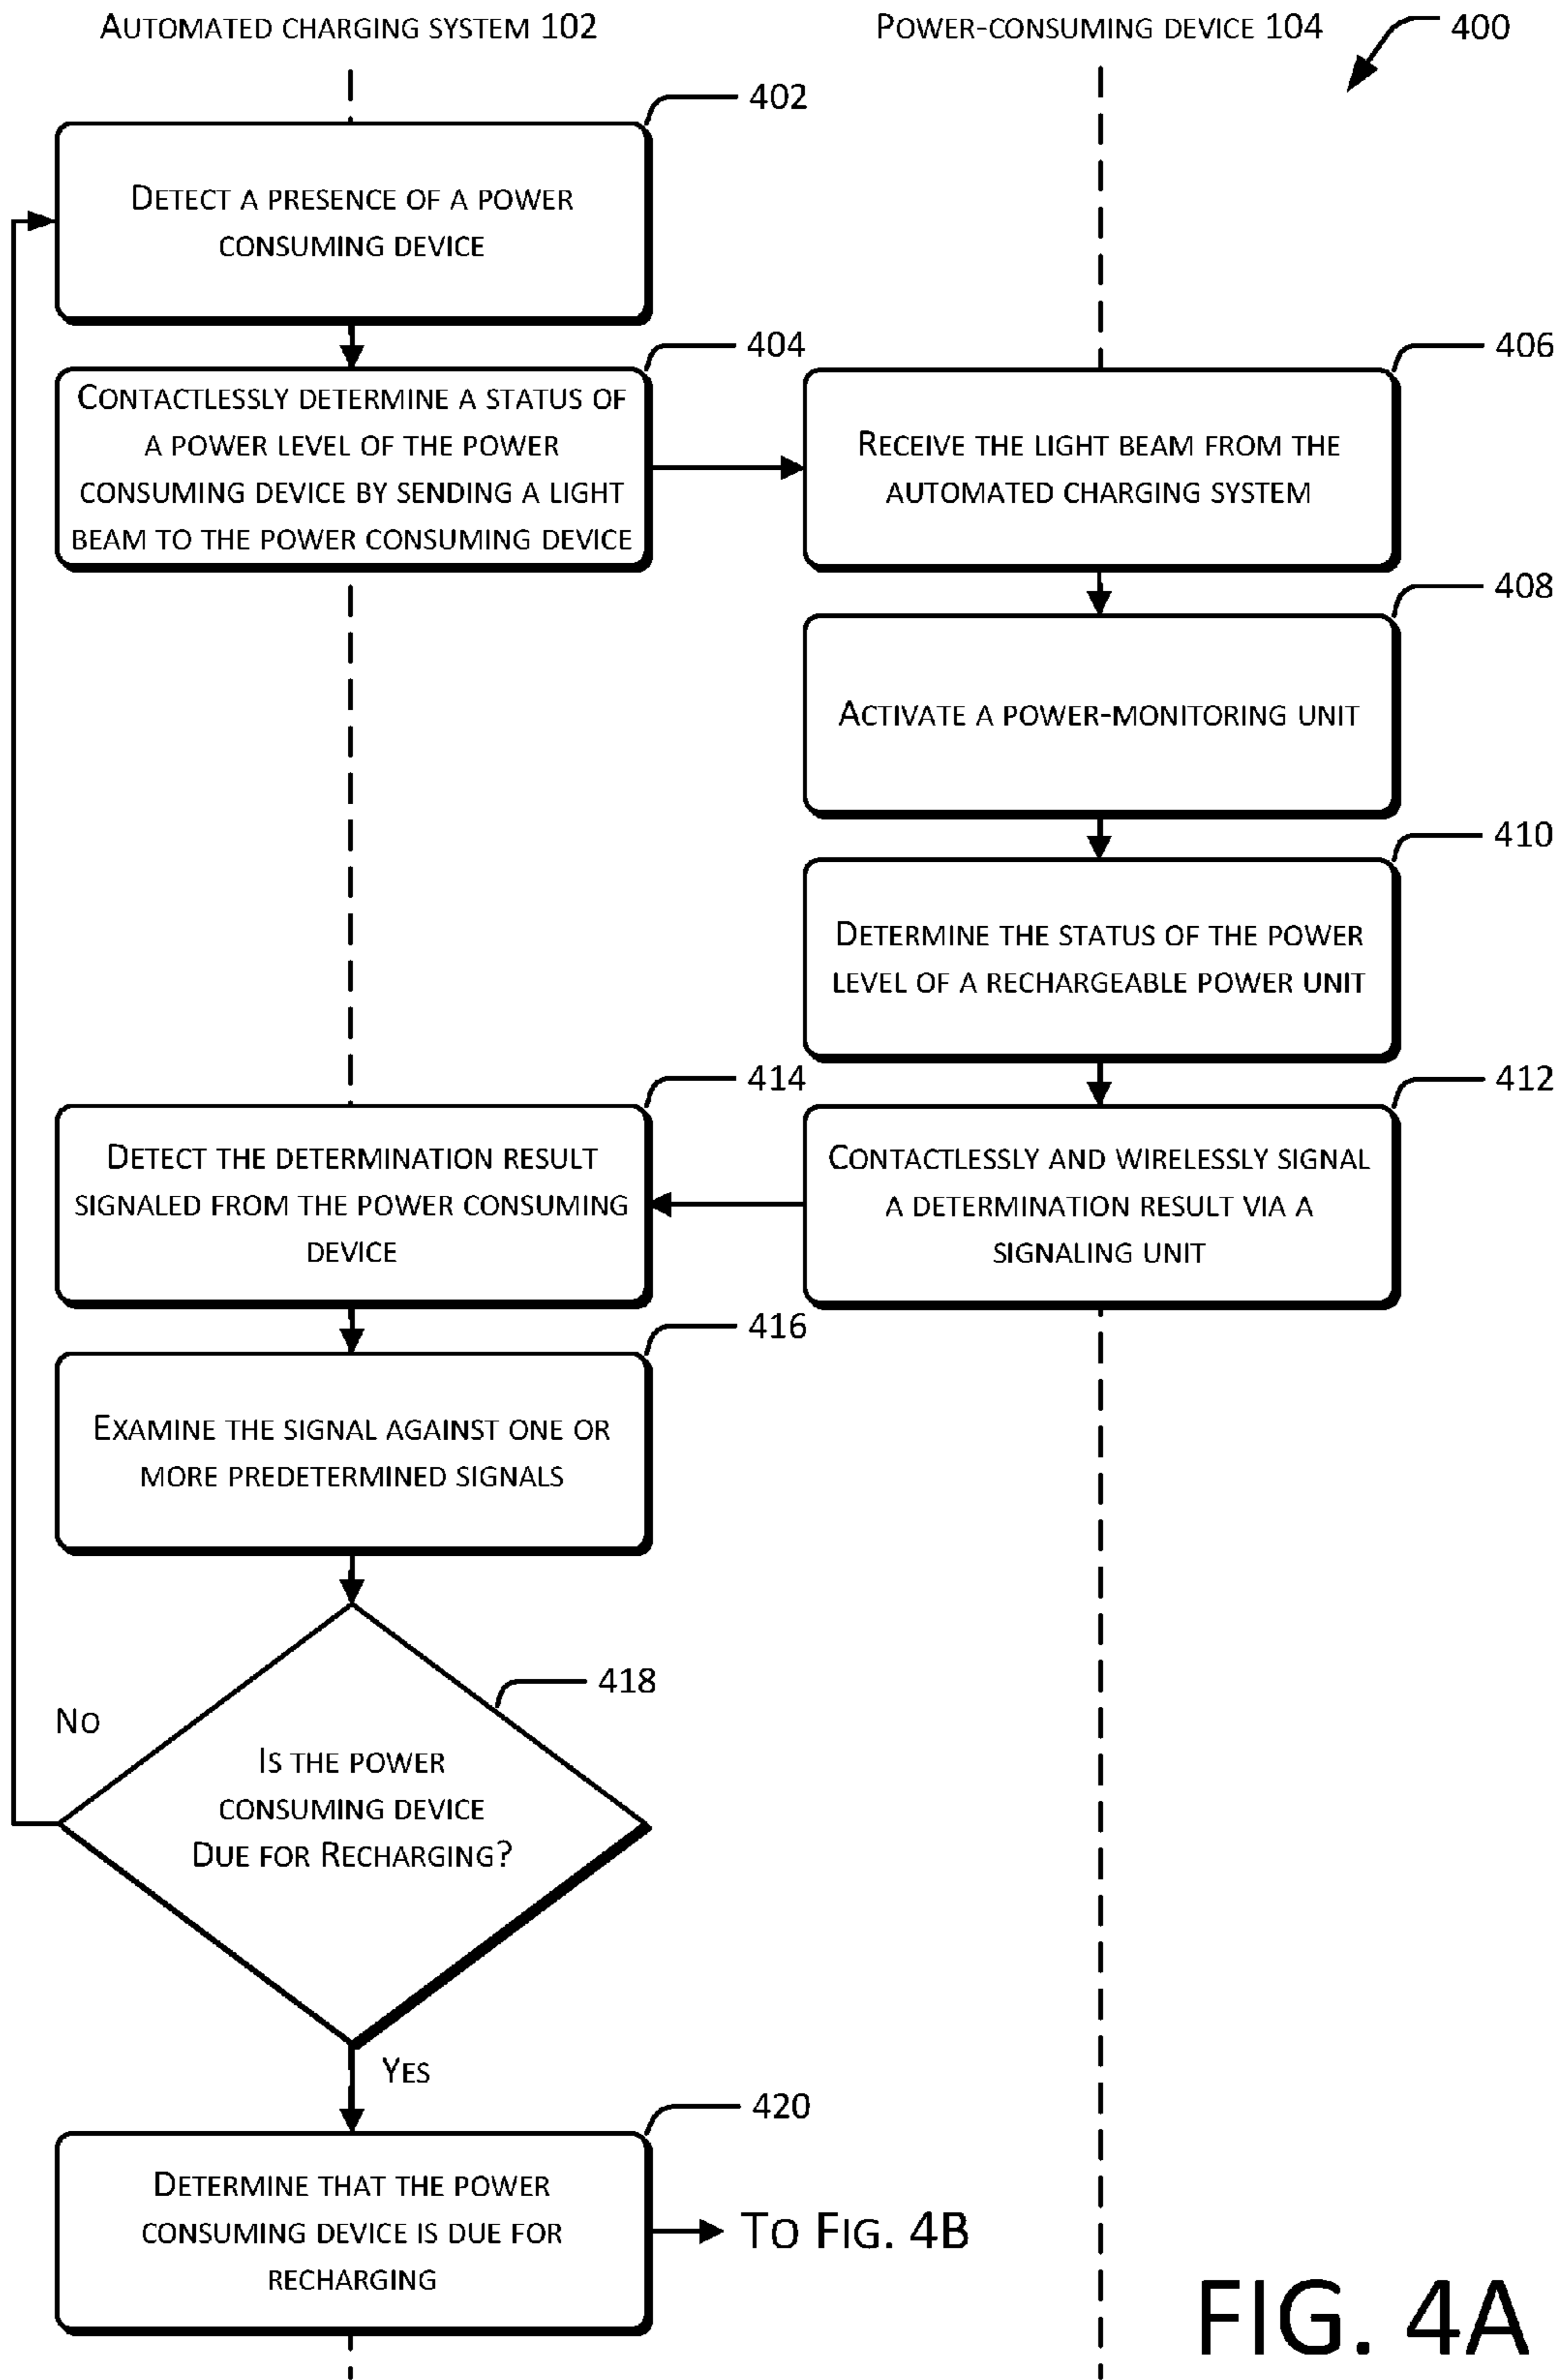 AUTOMATED CHARGING SYSTEM 102
POWER-CONSUMING DEVICE 104
400
402
DETECT A PRESENCE OF A POWER
CONSUMING DEVICE
404
CONTACTLESSLY DETERMINE A STATUS OF
A POWER LEVEL OF THE POWER
CONSUMING DEVICE BY SENDING A LIGHT
BEAM TO THE POWER CONSUMING DEVICE
406
RECEIVE THE LIGHT BEAM FROM THE
AUTOMATED CHARGING SYSTEM
408
ACTIVATE A POWER-MONITORING UNIT
410
DETERMINE THE STATUS OF THE POWER
LEVEL OF A RECHARGEABLE POWER UNIT
412
CONTACTLESSLY AND WIRELESSLY SIGNAL
A DETERMINATION RESULT VIA A
SIGNALING UNIT
414
DETECT THE DETERMINATION RESULT
SIGNALED FROM THE POWER CONSUMING
DEVICE
416
EXAMINE THE SIGNAL AGAINST ONE OR
MORE PREDETERMINED SIGNALS
418
NO
IS THE POWER
CONSUMING DEVICE
DUE FOR RECHARGING?
YES
420
DETERMINE THAT THE POWER
CONSUMING DEVICE IS DUE FOR
RECHARGING
TO FIG. 4B
FIG. 4A